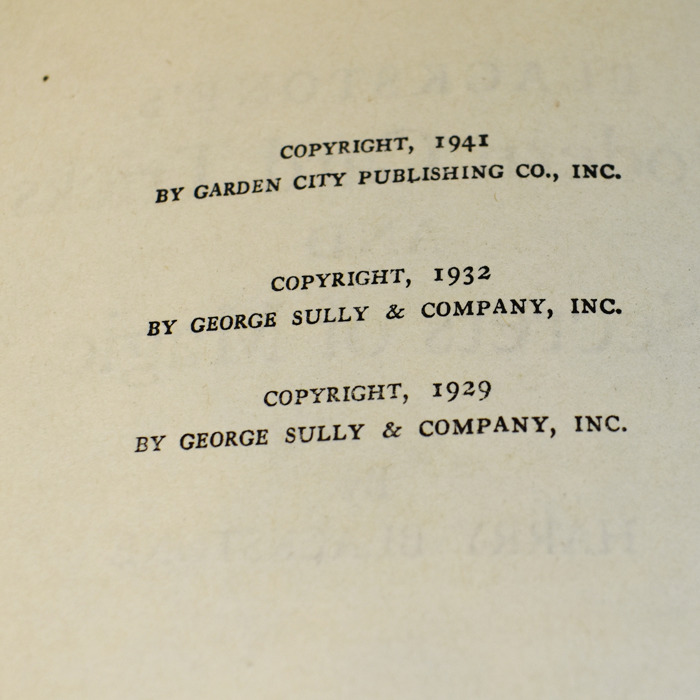 COPYRIGHT, 1941
BY GARDEN CITY PUBLISHING CO., INC.
COPYRIGHT, 1932
BY GEORGE SULLY & COMPANY, INC.
COPYRIGHT, 1929
BY GEORGE SULLY & COMPANY, INC.